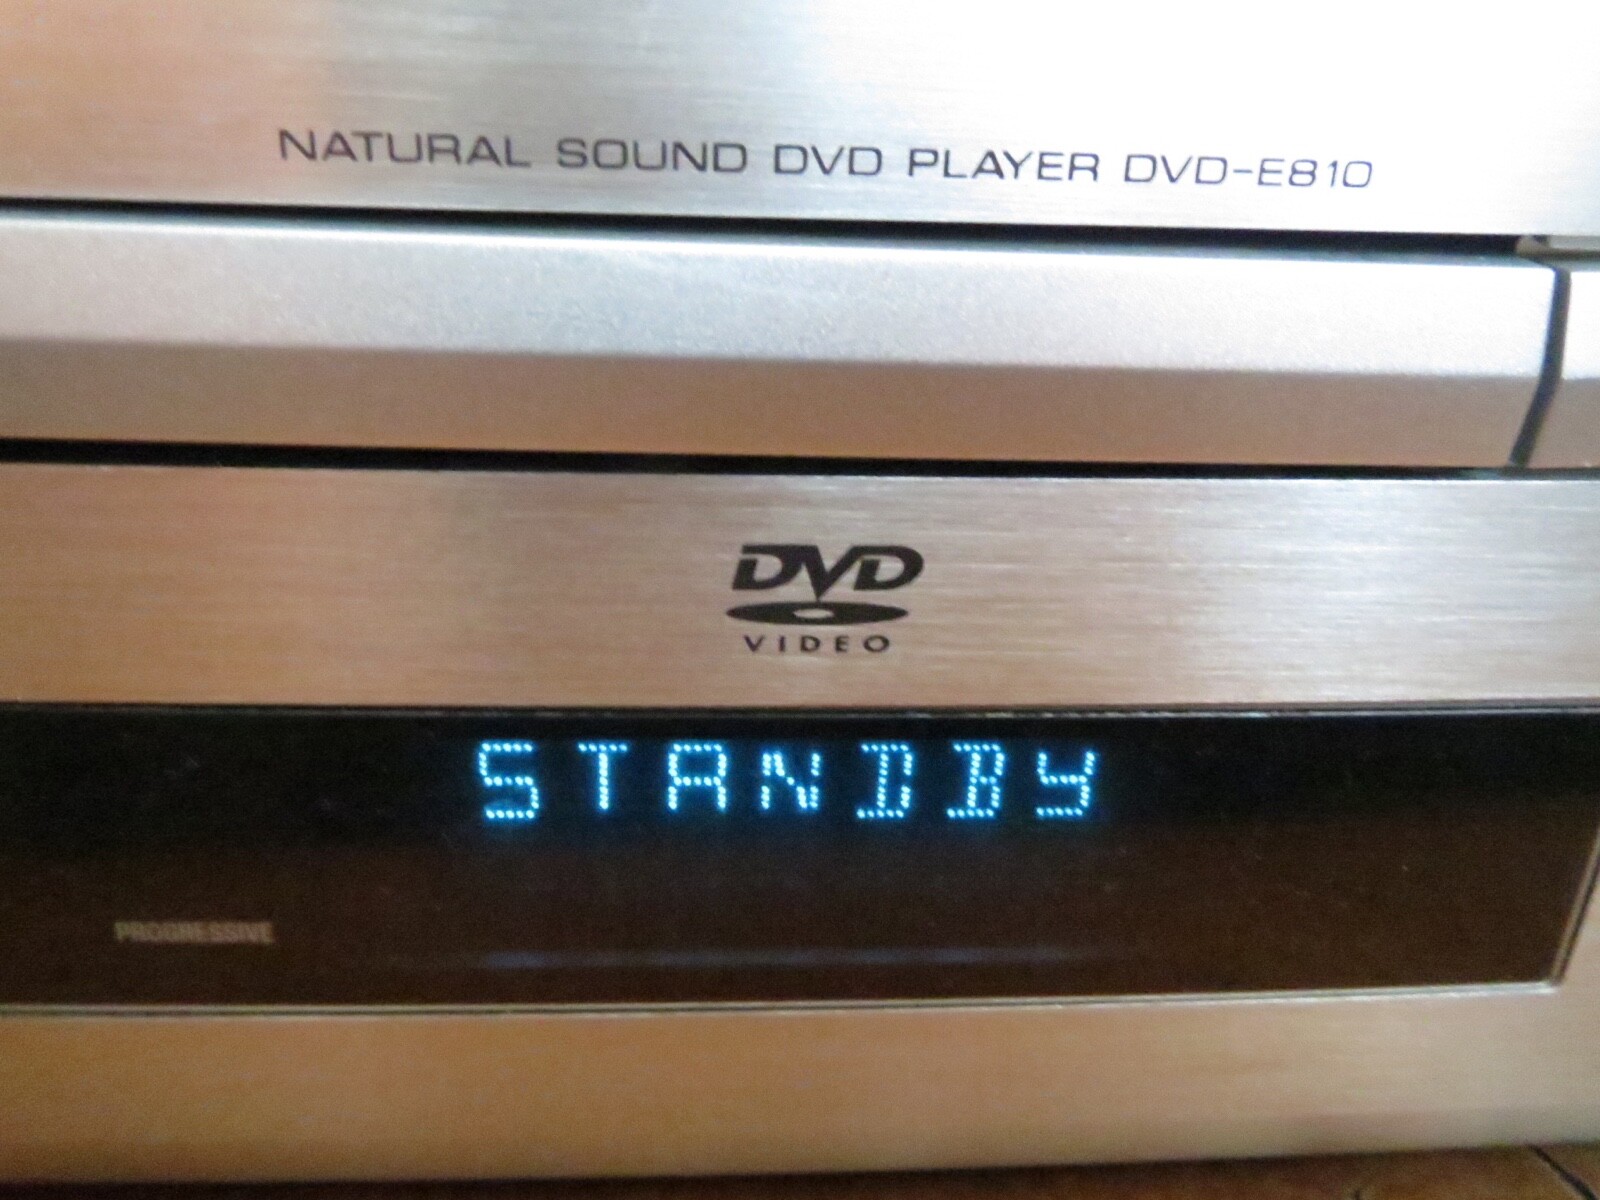 NATURAL SOUND DVD PLAYER DVD-E810
DVD
VIDEO
STANDBY
PROGRESSIVE